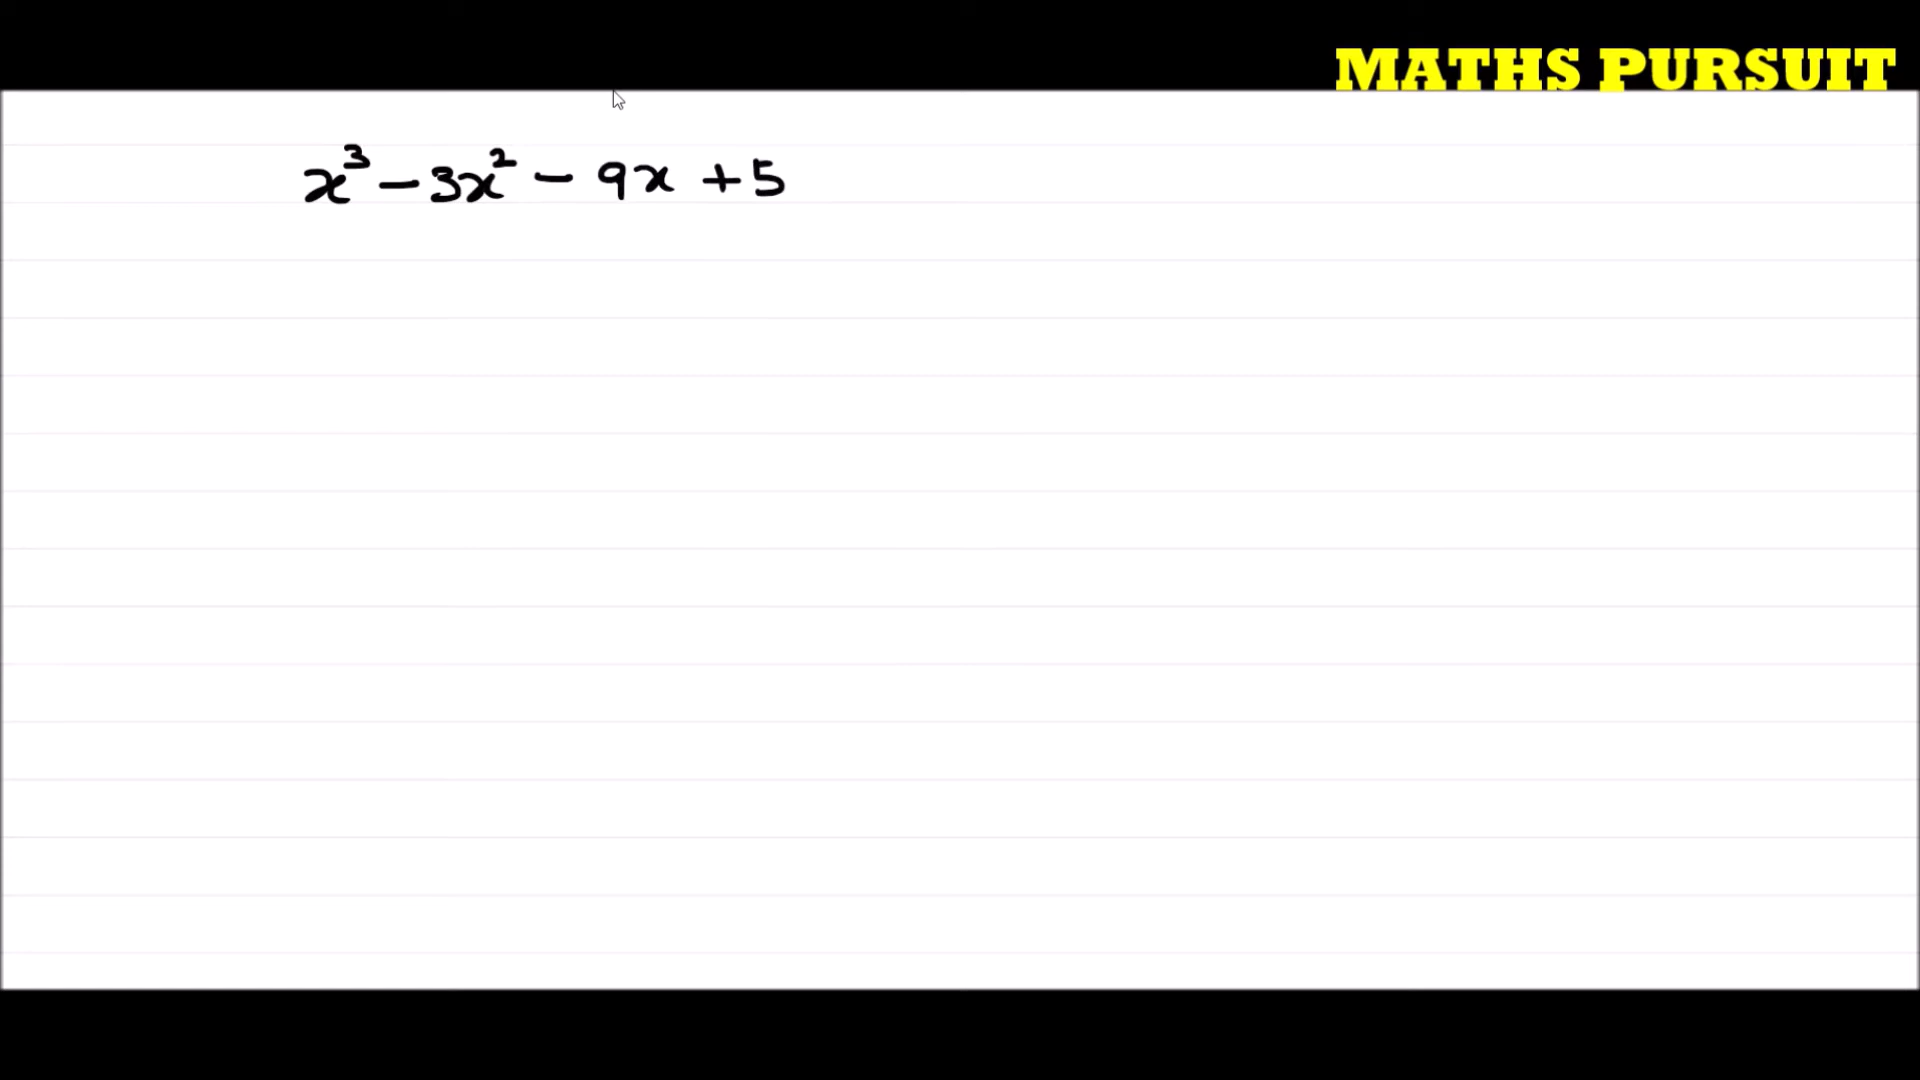 MATHS PURSUIT
x³ - 3x² - 9x + 5